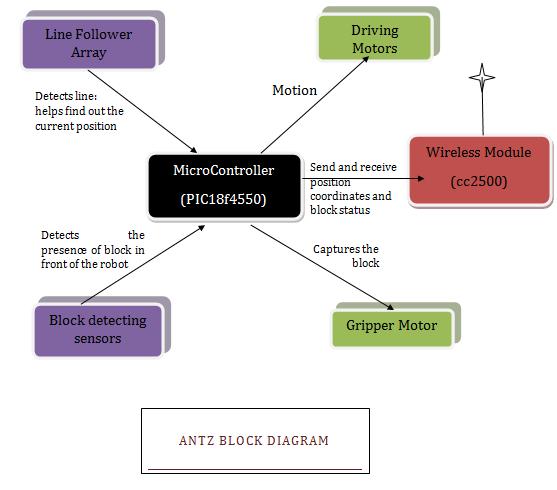 Line Follower
Array
Driving
Motors
Detects line:
helps find out the
current position
Motion
MicroController
(PIC18f4550)
Send and receive
position
coordinates and
block status
Wireless Module
(cc2500)
Detects the
presence of block in
front of the robot
Captures the
block
Block detecting
sensors
Gripper Motor
ANTZ BLOCK DIAGRAM